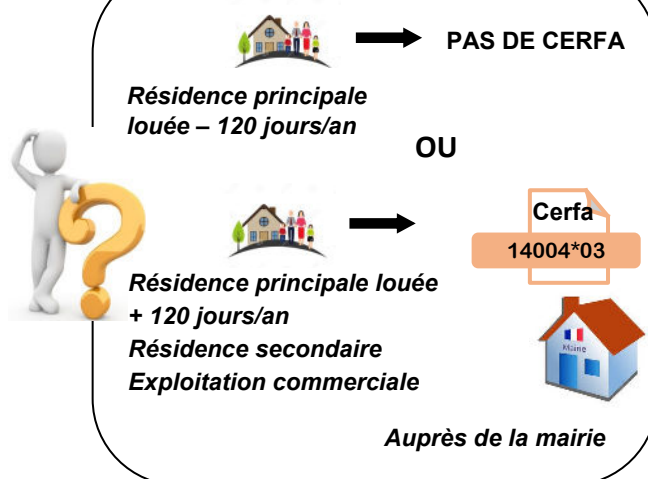 PAS DE CERFA
Résidence principale
louée – 120 jours/an
OU
Cerfa
14004*03
Résidence principale louée
+ 120 jours/an
Résidence secondaire
Exploitation commerciale
Mairie
Auprès de la mairie